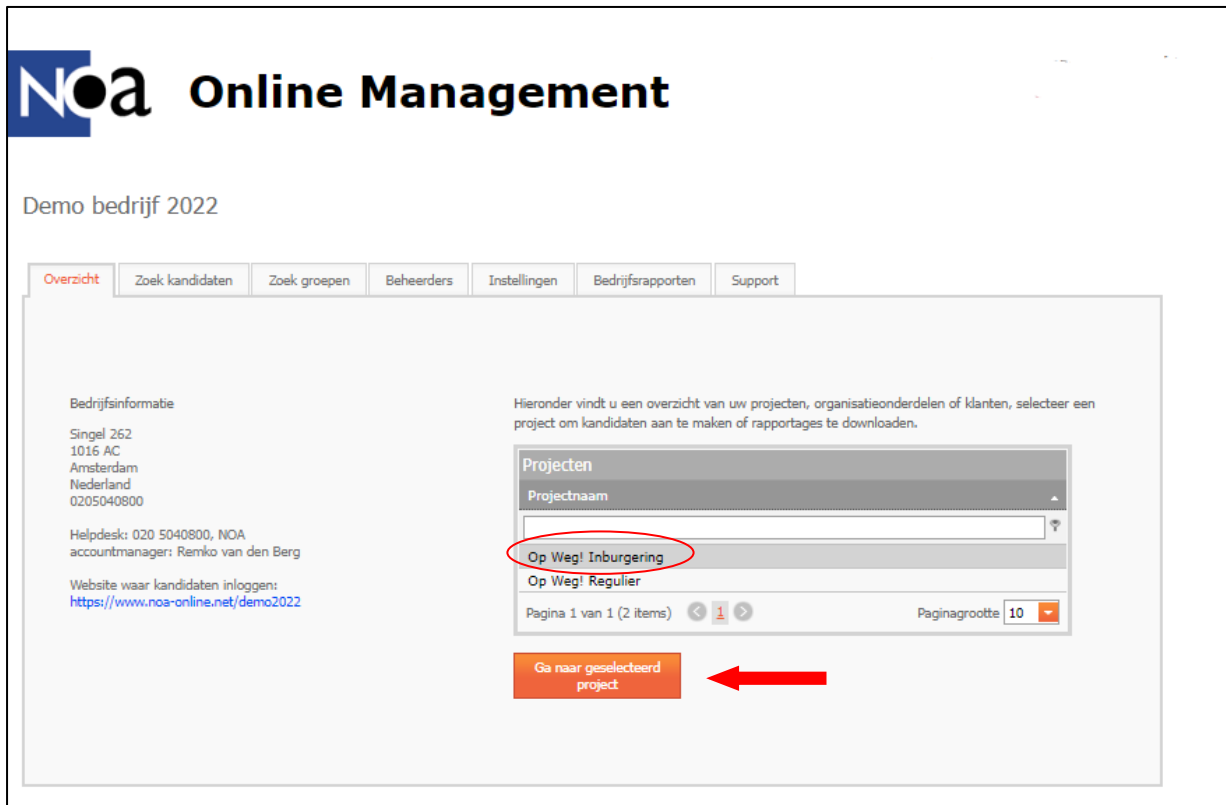 Noa Online Management
Demo bedrijf 2022
Overzicht Zoek kandidaten Zoek groepen Beheerders Instellingen Bedrijfsrapporten Support
Bedrijfsinformatie
Singel 262
1016 AC
Amsterdam
Nederland
0205040800
Helpdesk: 020 5040800, NOA
accountmanager: Remko van den Berg
Website waar kandidaten inloggen:
https://www.noa-online.net/demo2022
Hieronder vindt u een overzicht van uw projecten, organisatieonderdelen of klanten, selecteer een
project om kandidaten aan te maken of rapportages te downloaden.
Projecten
Projectnaam
Op Weg! Inburgering
Op Weg! Regulier
Pagina 1 van 1 (2 items) 1 Paginagrootte 10
Ga naar geselecteerd
project